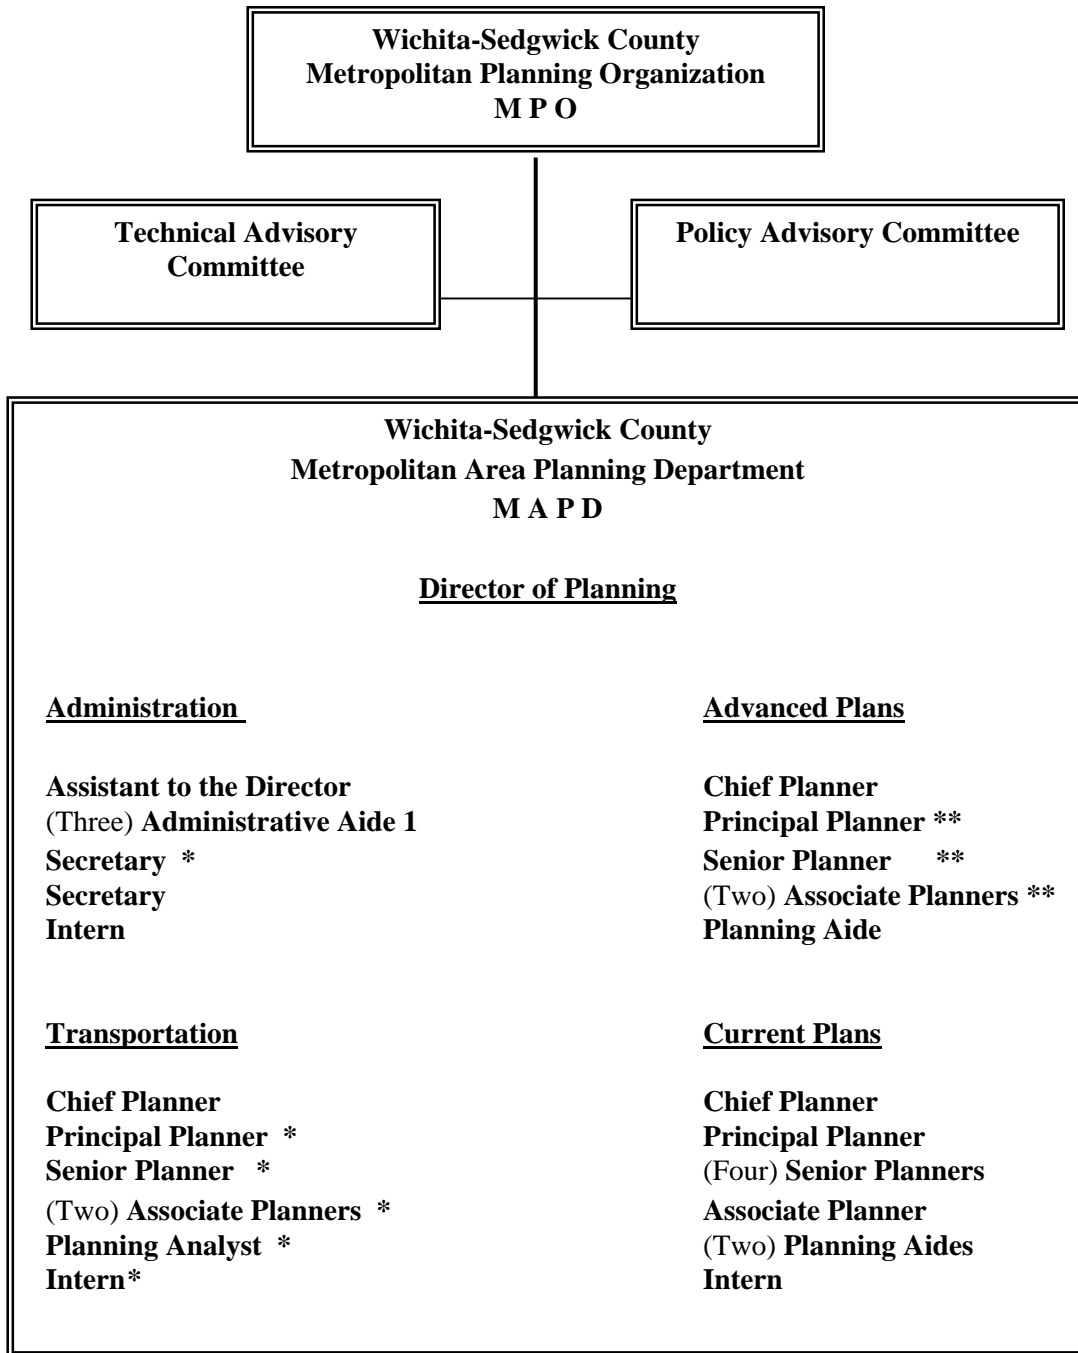 Wichita-Sedgwick County
Metropolitan Planning Organization
M P O
Technical Advisory
Committee
Policy Advisory Committee
Wichita-Sedgwick County
Metropolitan Area Planning Department
M A P D
Director of Planning
Administration
Assistant to the Director
(Three) Administrative Aide 1
Secretary *
Secretary
Intern
Advanced Plans
Chief Planner
Principal Planner **
Senior Planner **
(Two) Associate Planners **
Planning Aide
Transportation
Chief Planner
Principal Planner *
Senior Planner *
(Two) Associate Planners *
Planning Analyst *
Intern*
Current Plans
Chief Planner
Principal Planner
(Four) Senior Planners
Associate Planner
(Two) Planning Aides
Intern